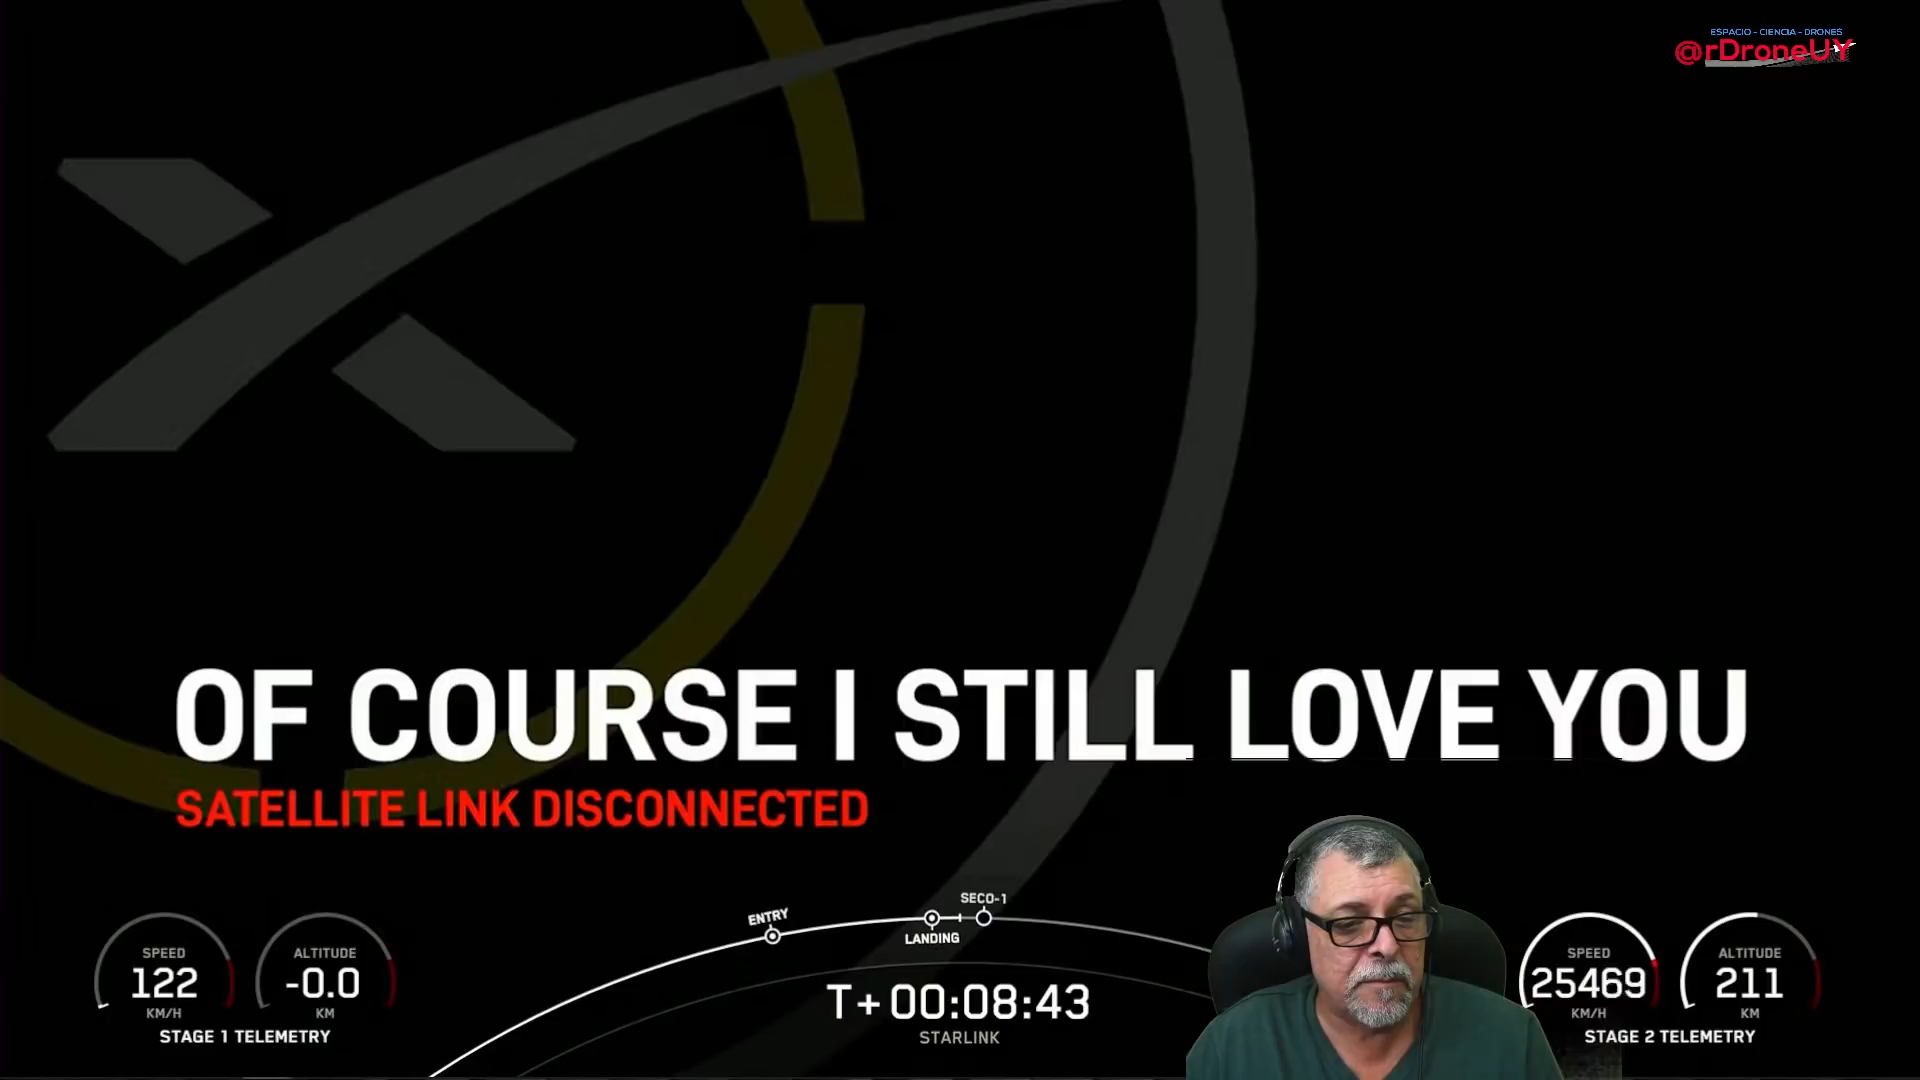 ESPACIO - CIENCIA - DRONES
@rDroneUY
OF COURSE I STILL LOVE YOU
SATELLITE LINK DISCONNECTED
SPEED
122
KM/H
ALTITUDE
-0.0
KM
STAGE 1 TELEMETRY
ENTRY
LANDING
SECO-1
T+00:08:43
STARLINK
SPEED
25469
KM/H
ALTITUDE
211
KM
STAGE 2 TELEMETRY